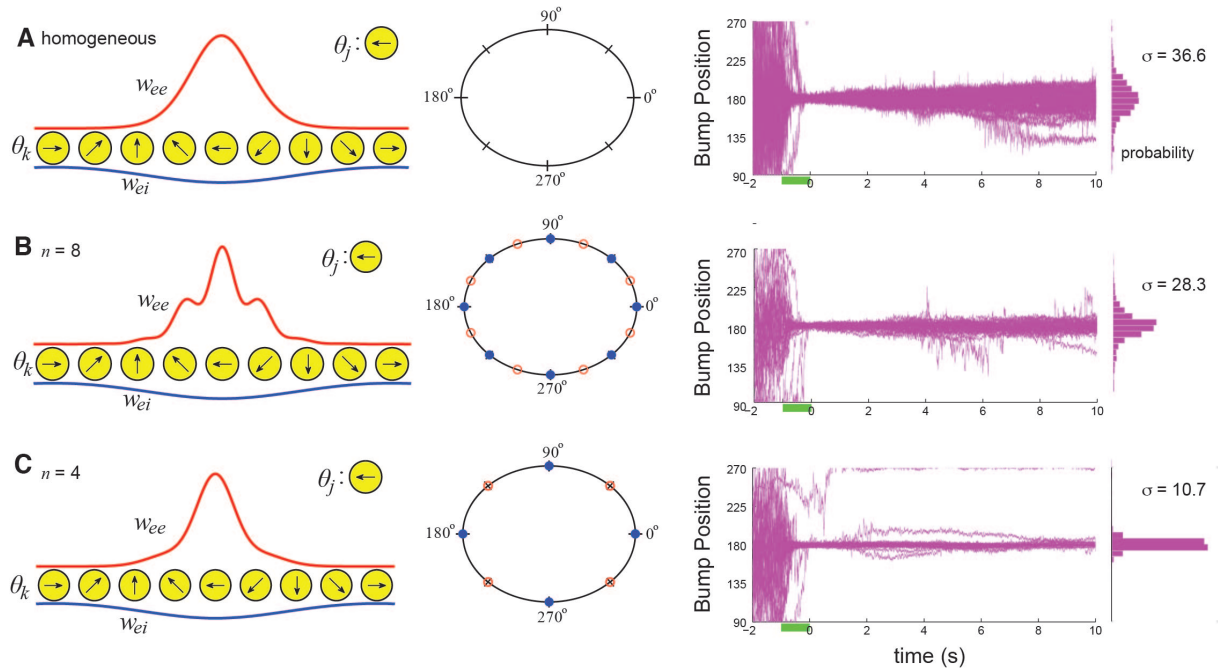 A homogeneous
θj :
wee
θk
wei
90°
180°
0°
270°
Bump Position
270
225
180
135
90
−2
0
2
4
6
8
10
σ = 36.6
probability
B n = 8
θj :
wee
θk
wei
90°
180°
0°
270°
Bump Position
270
225
180
135
90
−2
0
2
4
6
8
10
σ = 28.3
C n = 4
θj :
wee
θk
wei
90°
180°
0°
270°
Bump Position
270
225
180
135
90
−2
0
2
4
6
8
10
time (s)
σ = 10.7